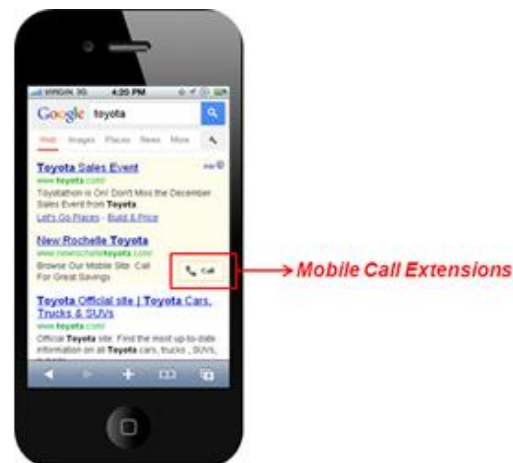 VIRGIN 3G 4:20 PM
Google toyota
Web Images Places News More
Toyota Sales Event
www.toyota.com/
Toyotathon is On! Don't Miss the December
Sales Event from Toyota.
Let's Go Places - Build & Price
New Rochelle Toyota
www.newrochelletoyota.com/
Browse Our Mobile Site. Call
For Great Savings
Call
Mobile Call Extensions
Toyota Official site | Toyota Cars,
Trucks & SUVs
www.toyota.com/
Official Toyota site. Find the most up-to-date
information on all Toyota cars, trucks, SUVs,